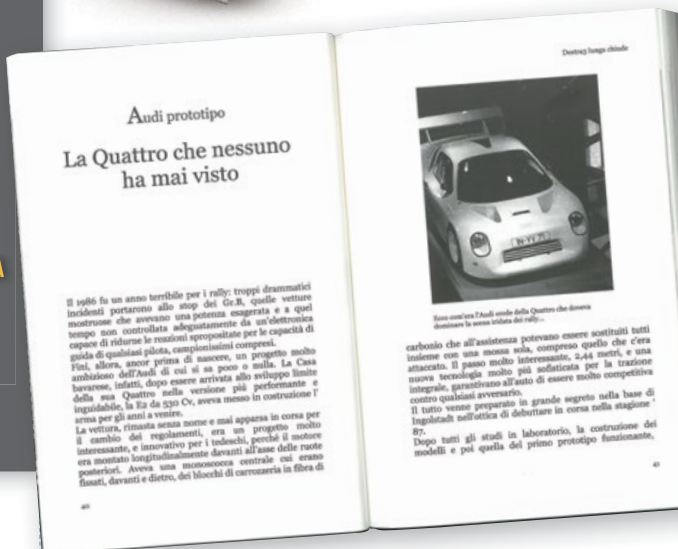 Audi prototipo
La Quattro che nessuno
ha mai visto
Il 1986 fu un anno terribile per i rally: troppi drammatici
incidenti portarono allo stop dei Gr.B, quelle vetture
mostruose che avevano una potenza esagerata e a quel
tempo non controllata adeguatamente da un'elettronica
capace di ridurne le reazioni spropositate per le capacità di
guida di qualsiasi pilota, campionissimi compresi.
Finì, allora, ancor prima di nascere, un progetto molto
ambizioso dell'Audi di cui si sa poco o nulla. La Casa
bavarese, infatti, dopo essere arrivata allo sviluppo limite
della sua Quattro nella versione più performante e
inguidabile, la E2 da 530 Cv, aveva messo in costruzione l'
arma per gli anni a venire.
La vettura, rimasta senza nome e mai apparsa in corsa per
il cambio dei regolamenti, era un progetto molto
interessante, e innovativo per i tedeschi, perché il motore
era montato longitudinalmente davanti all'asse delle ruote
posteriori. Aveva una monoscocca centrale cui erano
fissati, davanti e dietro, dei blocchi di carrozzeria in fibra di
40
Destra3 lunga chiude
Ecco com'era l'Audi erede della Quattro che doveva
dominare la scena iridata dei rally...
carbonio che all'assistenza potevano essere sostituiti tutti
insieme con una mossa sola, compreso quello che c'era
attaccato. Il passo molto interessante, 2,44 metri, e una
nuova tecnologia molto più sofisticata per la trazione
integrale, garantivano all'auto di essere molto competitiva
contro qualsiasi avversario.
Il tutto venne preparato in grande segreto nella base di
Ingolstadt nell'ottica di debuttare in corsa nella stagione '
87.
Dopo tutti gli studi in laboratorio, la costruzione dei
modelli e poi quella del primo prototipo funzionante,
41
A